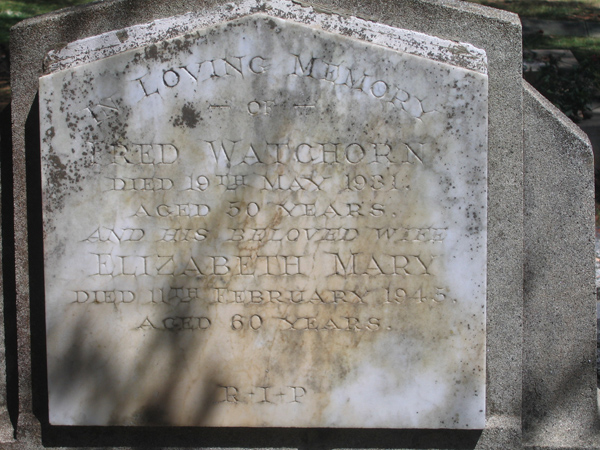 IN LOVING MEMORY
— OF —
FRED WATCHORN
DIED 19TH MAY 1931.
AGED 50 YEARS.
AND HIS BELOVED WIFE
ELIZABETH MARY
DIED 11TH FEBRUARY 1945.
AGED 60 YEARS.
R·I·P